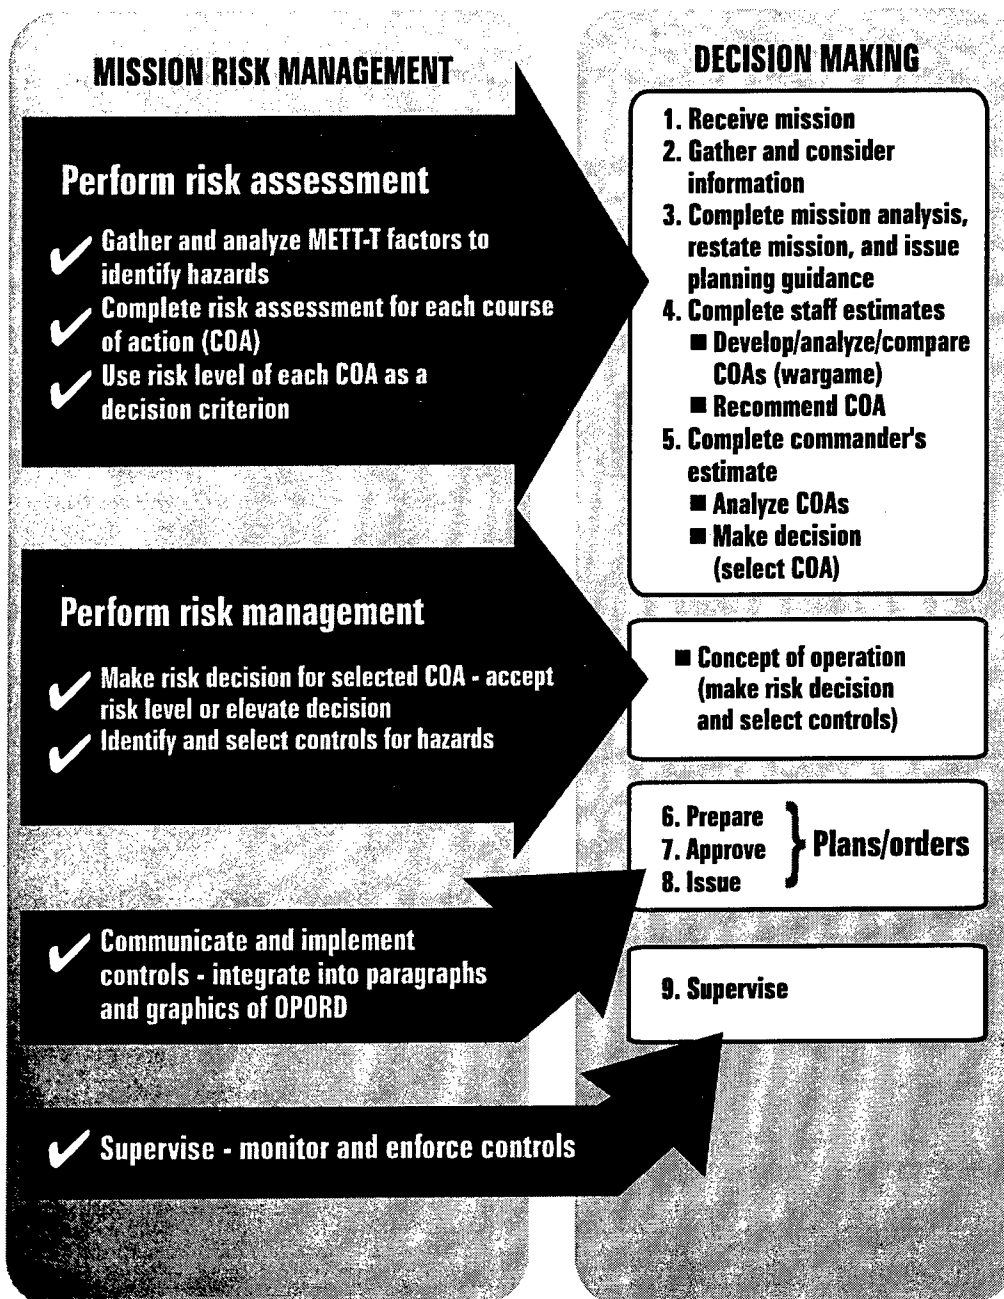 MISSION RISK MANAGEMENT
Perform risk assessment
✔ Gather and analyze METT-T factors to
identify hazards
✔ Complete risk assessment for each course
of action (COA)
✔ Use risk level of each COA as a
decision criterion
Perform risk management
✔ Make risk decision for selected COA - accept
risk level or elevate decision
✔ Identify and select controls for hazards
✔ Communicate and implement
controls - integrate into paragraphs
and graphics of OPORD
✔ Supervise - monitor and enforce controls
DECISION MAKING
1. Receive mission
2. Gather and consider
information
3. Complete mission analysis,
restate mission, and issue
planning guidance
4. Complete staff estimates
■ Develop/analyze/compare
COAs (wargame)
■ Recommend COA
5. Complete commander's
estimate
■ Analyze COAs
■ Make decision
(select COA)
■ Concept of operation
(make risk decision
and select controls)
6. Prepare
7. Approve } Plans/orders
8. Issue
9. Supervise